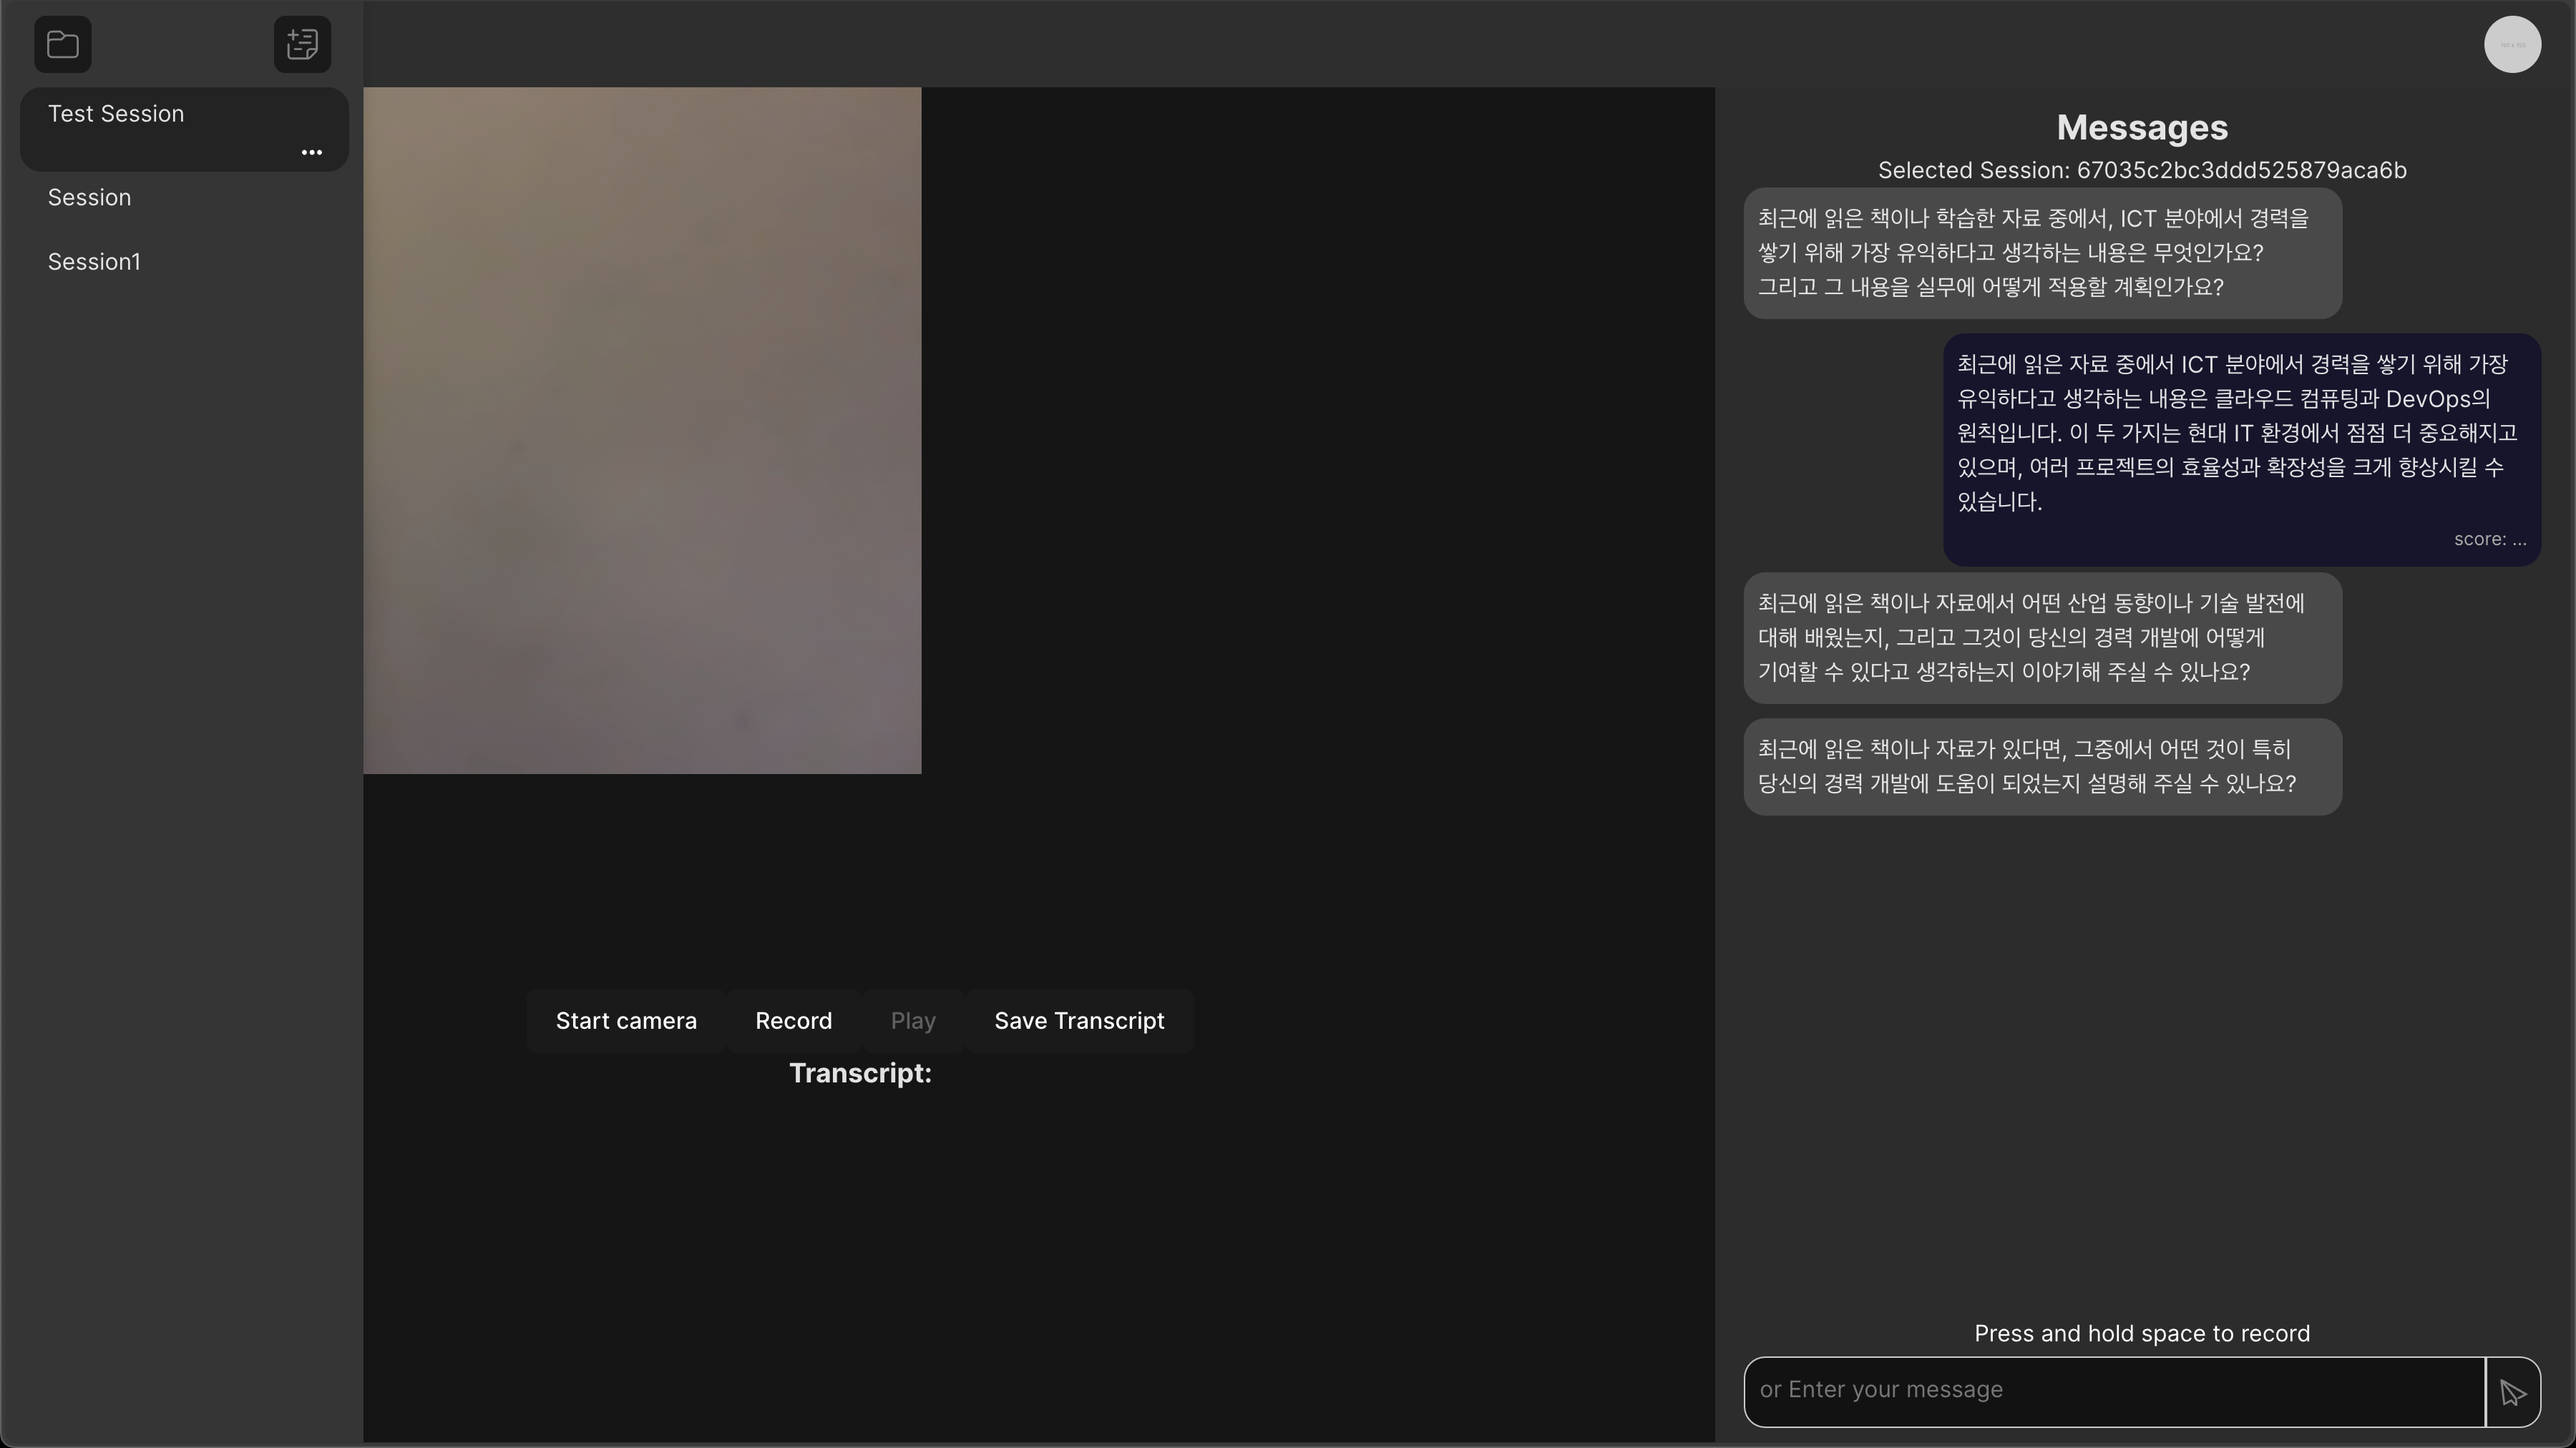 Test Session
...
Session
Session1
Start camera
Record
Play
Save Transcript
Transcript:
Messages
Selected Session: 67035c2bc3ddd525879aca6b
최근에 읽은 책이나 학습한 자료 중에서, ICT 분야에서 경력을
쌓기 위해 가장 유익하다고 생각하는 내용은 무엇인가요?
그리고 그 내용을 실무에 어떻게 적용할 계획인가요?
최근에 읽은 자료 중에서 ICT 분야에서 경력을 쌓기 위해 가장
유익하다고 생각하는 내용은 클라우드 컴퓨팅과 DevOps의
원칙입니다. 이 두 가지는 현대 IT 환경에서 점점 더 중요해지고
있으며, 여러 프로젝트의 효율성과 확장성을 크게 향상시킬 수
있습니다.
score: ...
최근에 읽은 책이나 자료에서 어떤 산업 동향이나 기술 발전에
대해 배웠는지, 그리고 그것이 당신의 경력 개발에 어떻게
기여할 수 있다고 생각하는지 이야기해 주실 수 있나요?
최근에 읽은 책이나 자료가 있다면, 그중에서 어떤 것이 특히
당신의 경력 개발에 도움이 되었는지 설명해 주실 수 있나요?
Press and hold space to record
or Enter your message